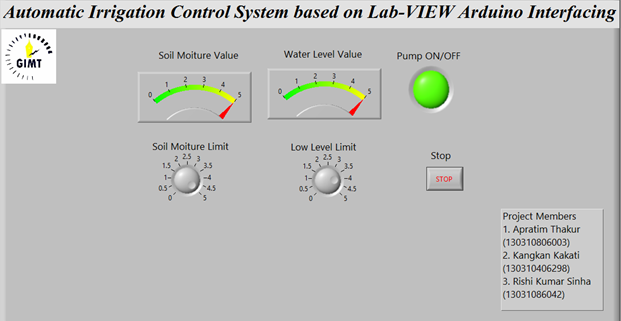 Automatic Irrigation Control System based on Lab-VIEW Arduino Interfacing
GIMT
Soil Moiture Value
Water Level Value
Pump ON/OFF
0 1 2 3 4 5
0 1 2 3 4 5
Soil Moiture Limit
Low Level Limit
Stop
0 0.5 1 1.5 2 2.5 3 3.5 4 4.5 5
0 0.5 1 1.5 2 2.5 3 3.5 4 4.5 5
STOP
Project Members
1. Apratim Thakur
(130310806003)
2. Kangkan Kakati
(130310406298)
3. Rishi Kumar Sinha
(13031086042)